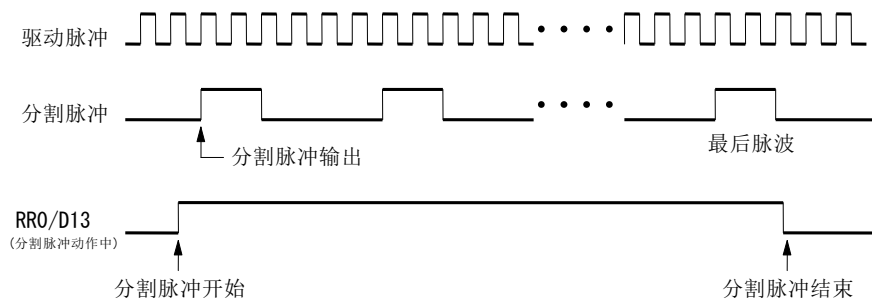 驱动脉冲
分割脉冲
分割脉冲输出
最后脉波
RR0/D13
(分割脉冲动作中)
分割脉冲开始
分割脉冲结束